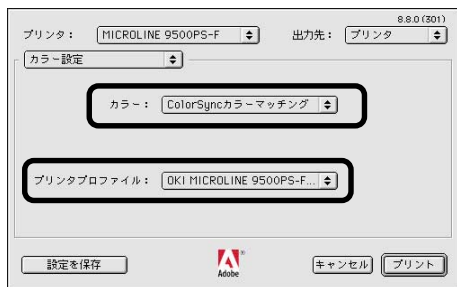 8.8.0 (301)
プリンタ： MICROLINE 9500PS-F 出力先： プリンタ
カラー設定
カラー： ColorSyncカラーマッチング
プリンタプロファイル： OKI MICROLINE 9500PS-F...
設定を保存 Adobe キャンセル プリント